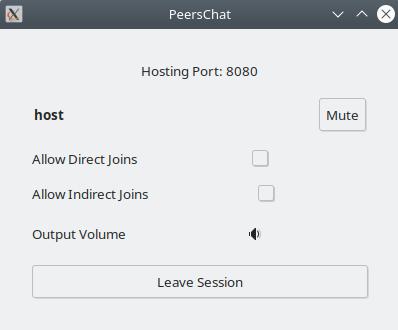 PeersChat
Hosting Port: 8080
host
Mute
Allow Direct Joins
Allow Indirect Joins
Output Volume
Leave Session